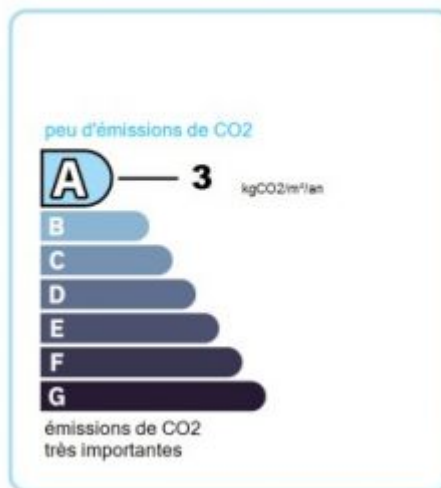 peu d'émissions de CO2
A 3 kgCO2/m²/an
B
C
D
E
F
G
émissions de CO2
très importantes